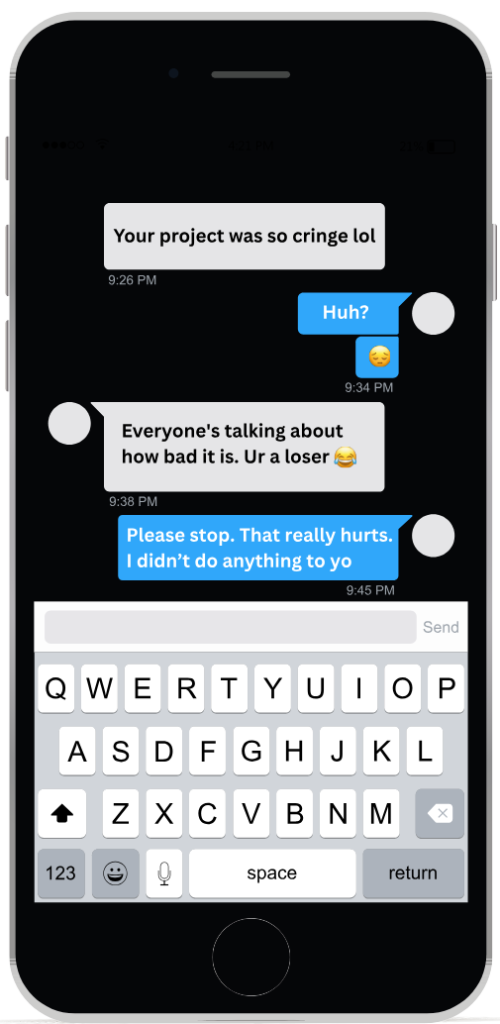 Your project was so cringe lol
9:26 PM
Huh?
😔
9:34 PM
Everyone's talking about
how bad it is. Ur a loser 😂
9:38 PM
Please stop. That really hurts.
I didn’t do anything to yo
9:45 PM
Send
Q W E R T Y U I O P
A S D F G H J K L
Z X C V B N M
123 space return